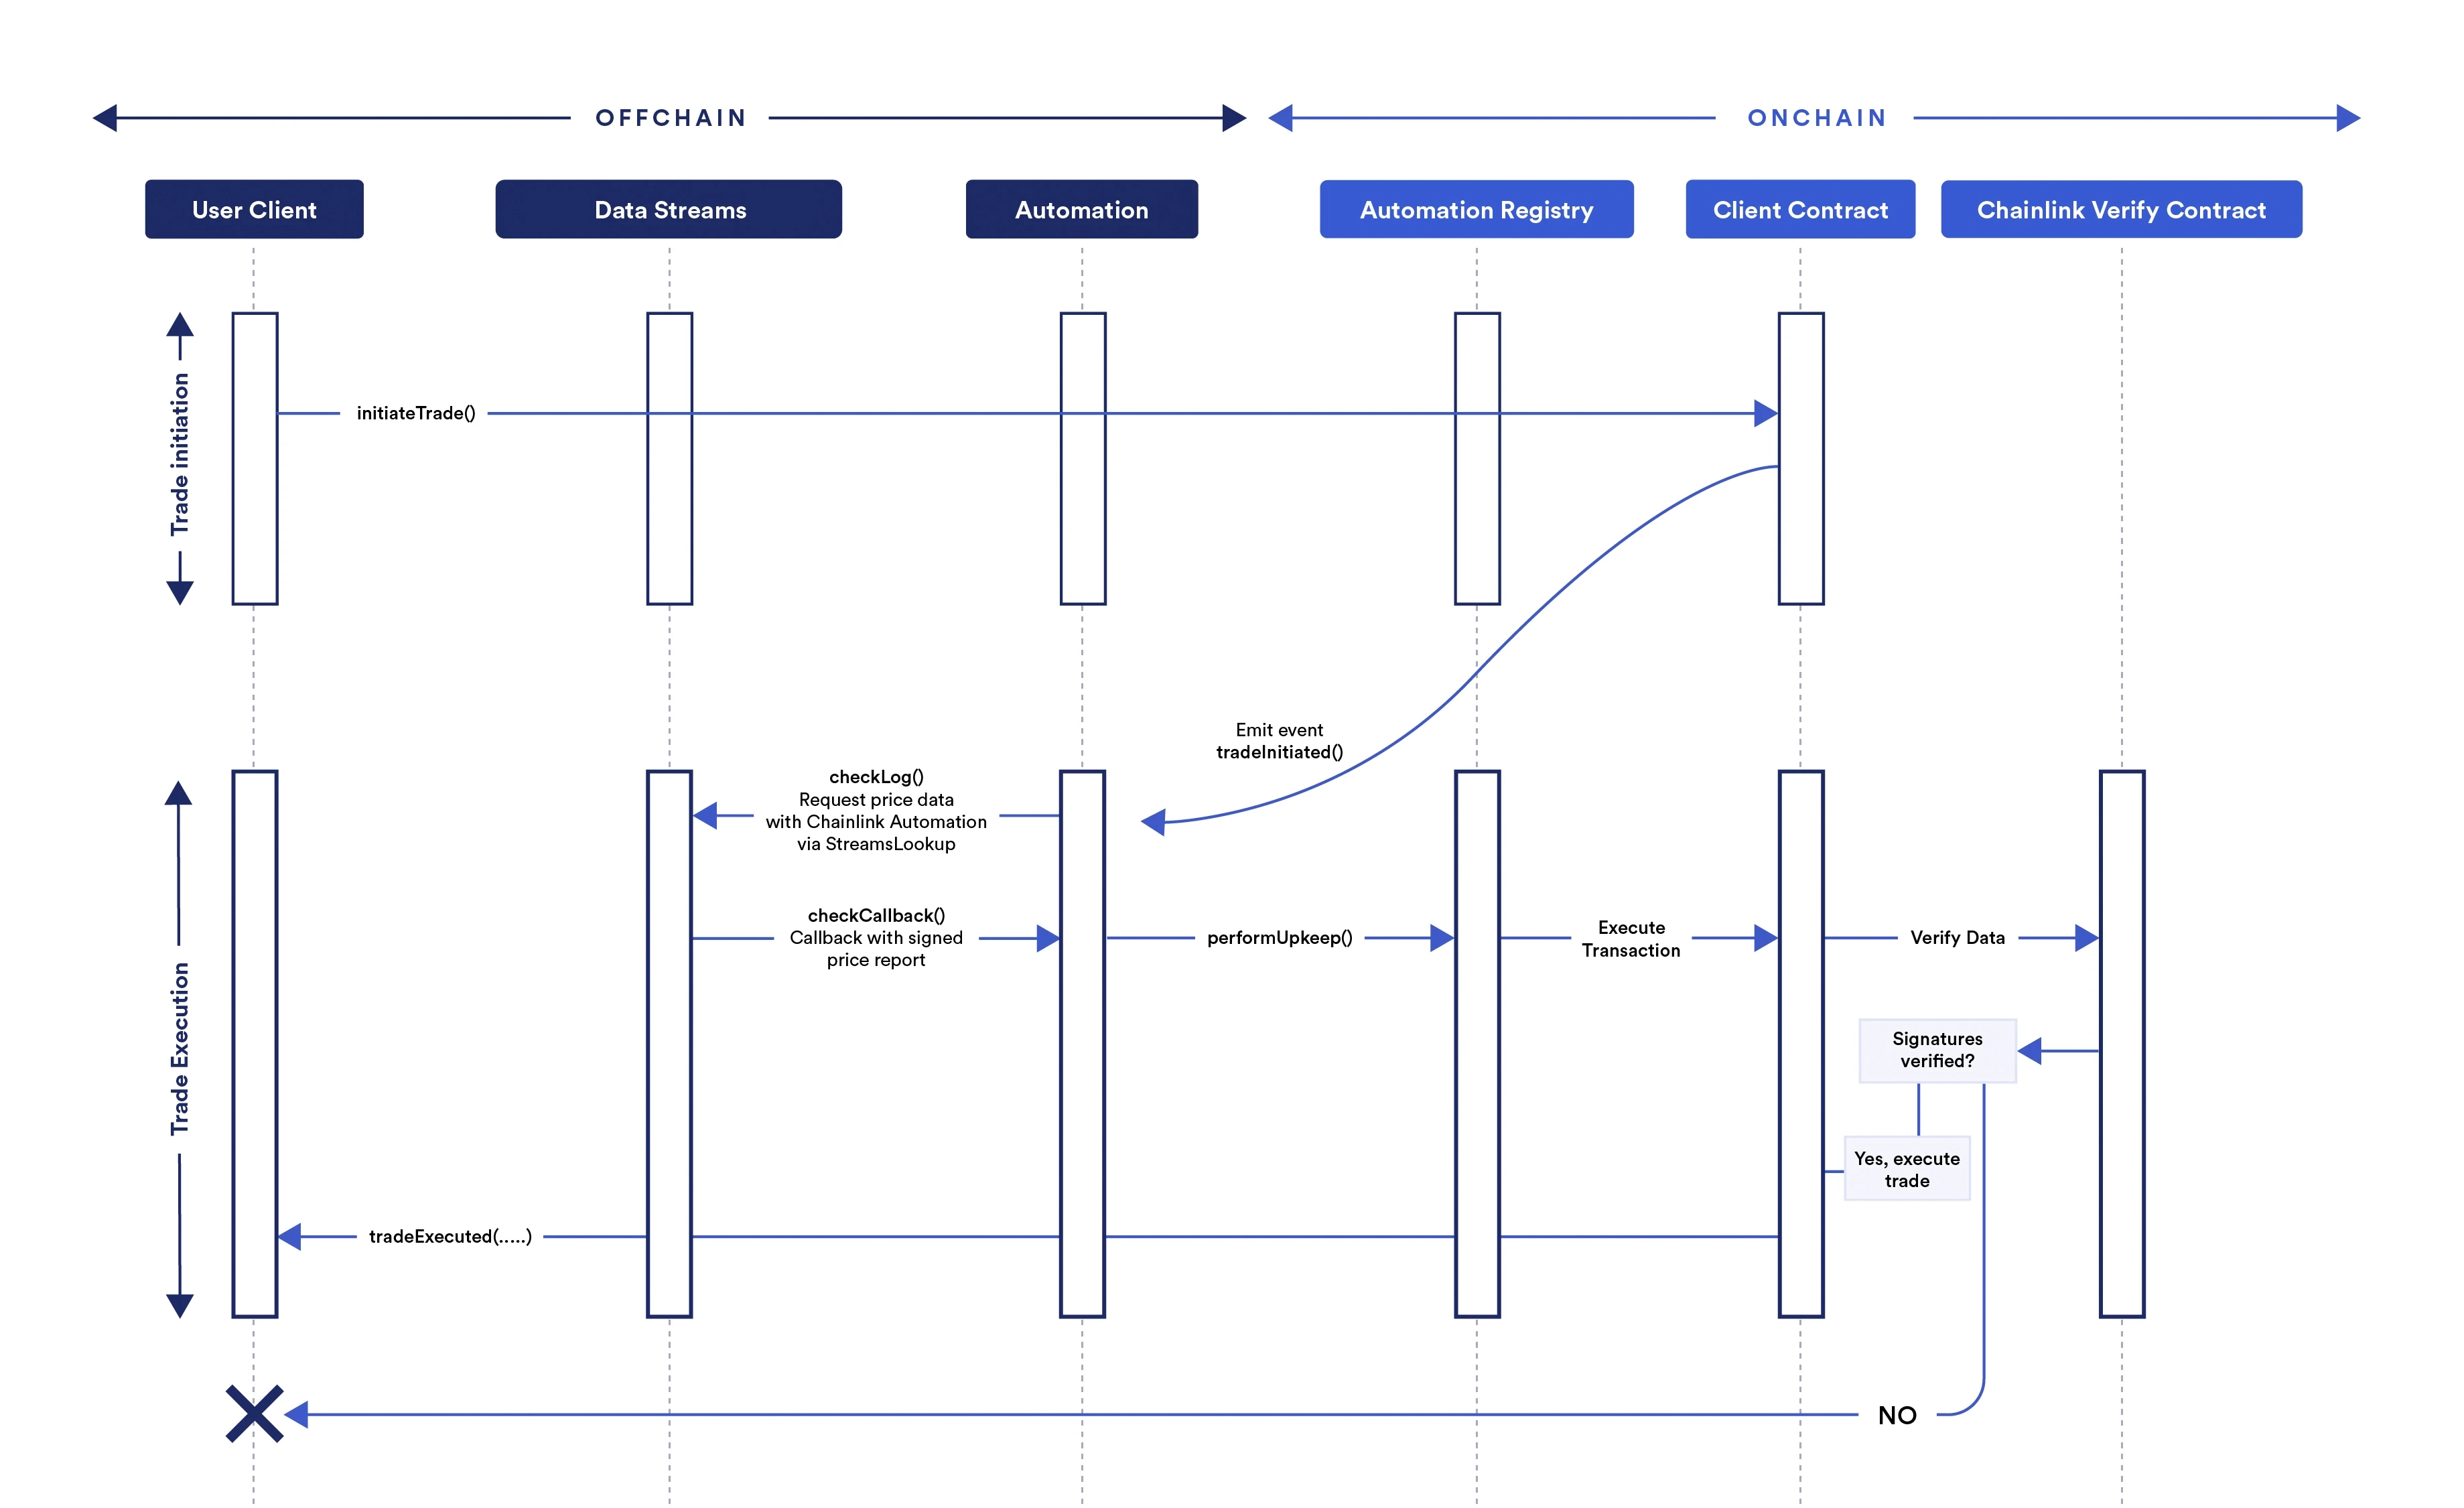 OFFCHAIN
ONCHAIN
User Client
Data Streams
Automation
Automation Registry
Client Contract
Chainlink Verify Contract
Trade initiation
initiateTrade()
Emit event
tradeInitiated()
Trade Execution
checkLog()
Request price data
with Chainlink Automation
via StreamsLookup
checkCallback()
Callback with signed
price report
performUpkeep()
Execute
Transaction
Verify Data
Signatures
verified?
Yes, execute
trade
tradeExecuted(.....)
NO